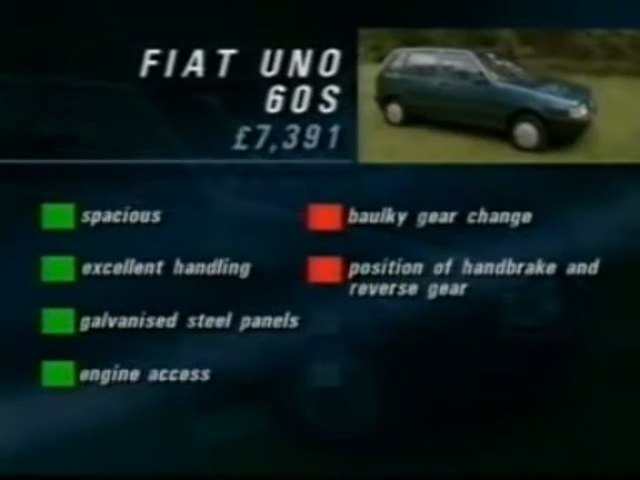 FIAT UNO
60S
£7,391
spacious
excellent handling
galvanised steel panels
engine access
baulky gear change
position of handbrake and
reverse gear